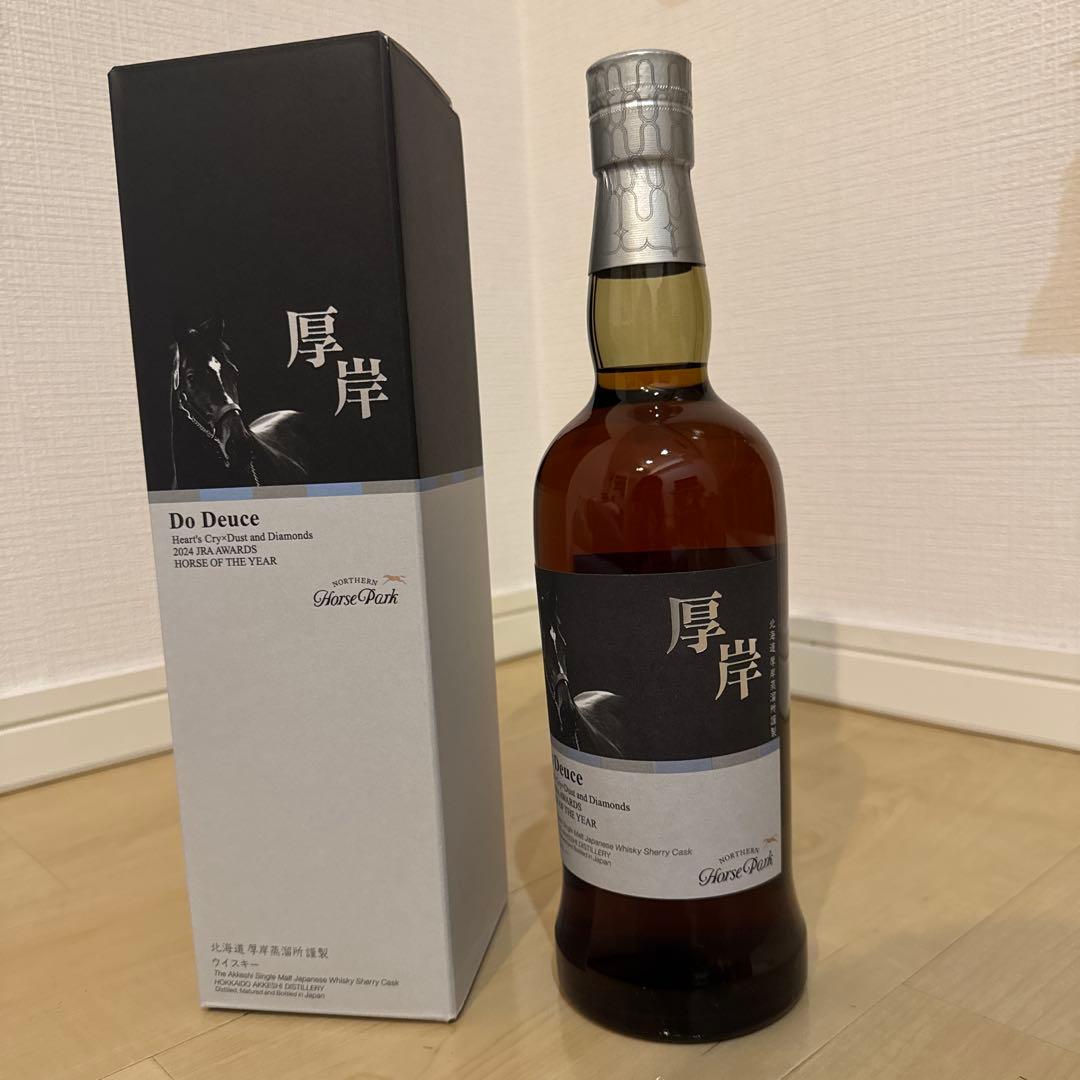 厚岸
Do Deuce
Heart's Cry×Dust and Diamonds
2024 JRA AWARDS
HORSE OF THE YEAR
NORTHERN
Horse Park
北海道 厚岸蒸溜所 謹製
ウイスキー
The Akkeshi Single Malt Japanese Whisky Sherry Cask
HOKKAIDO AKKESHI DISTILLERY
Distilled, Matured and Bottled in Japan
厚岸
北海道 厚岸蒸溜所 謹製
Deuce
Cry×Dust and Diamonds
AWARDS
OF THE YEAR
Single Malt Japanese Whisky Sherry Cask
AKKESHI DISTILLERY
Bottled in Japan
NORTHERN
Horse Park